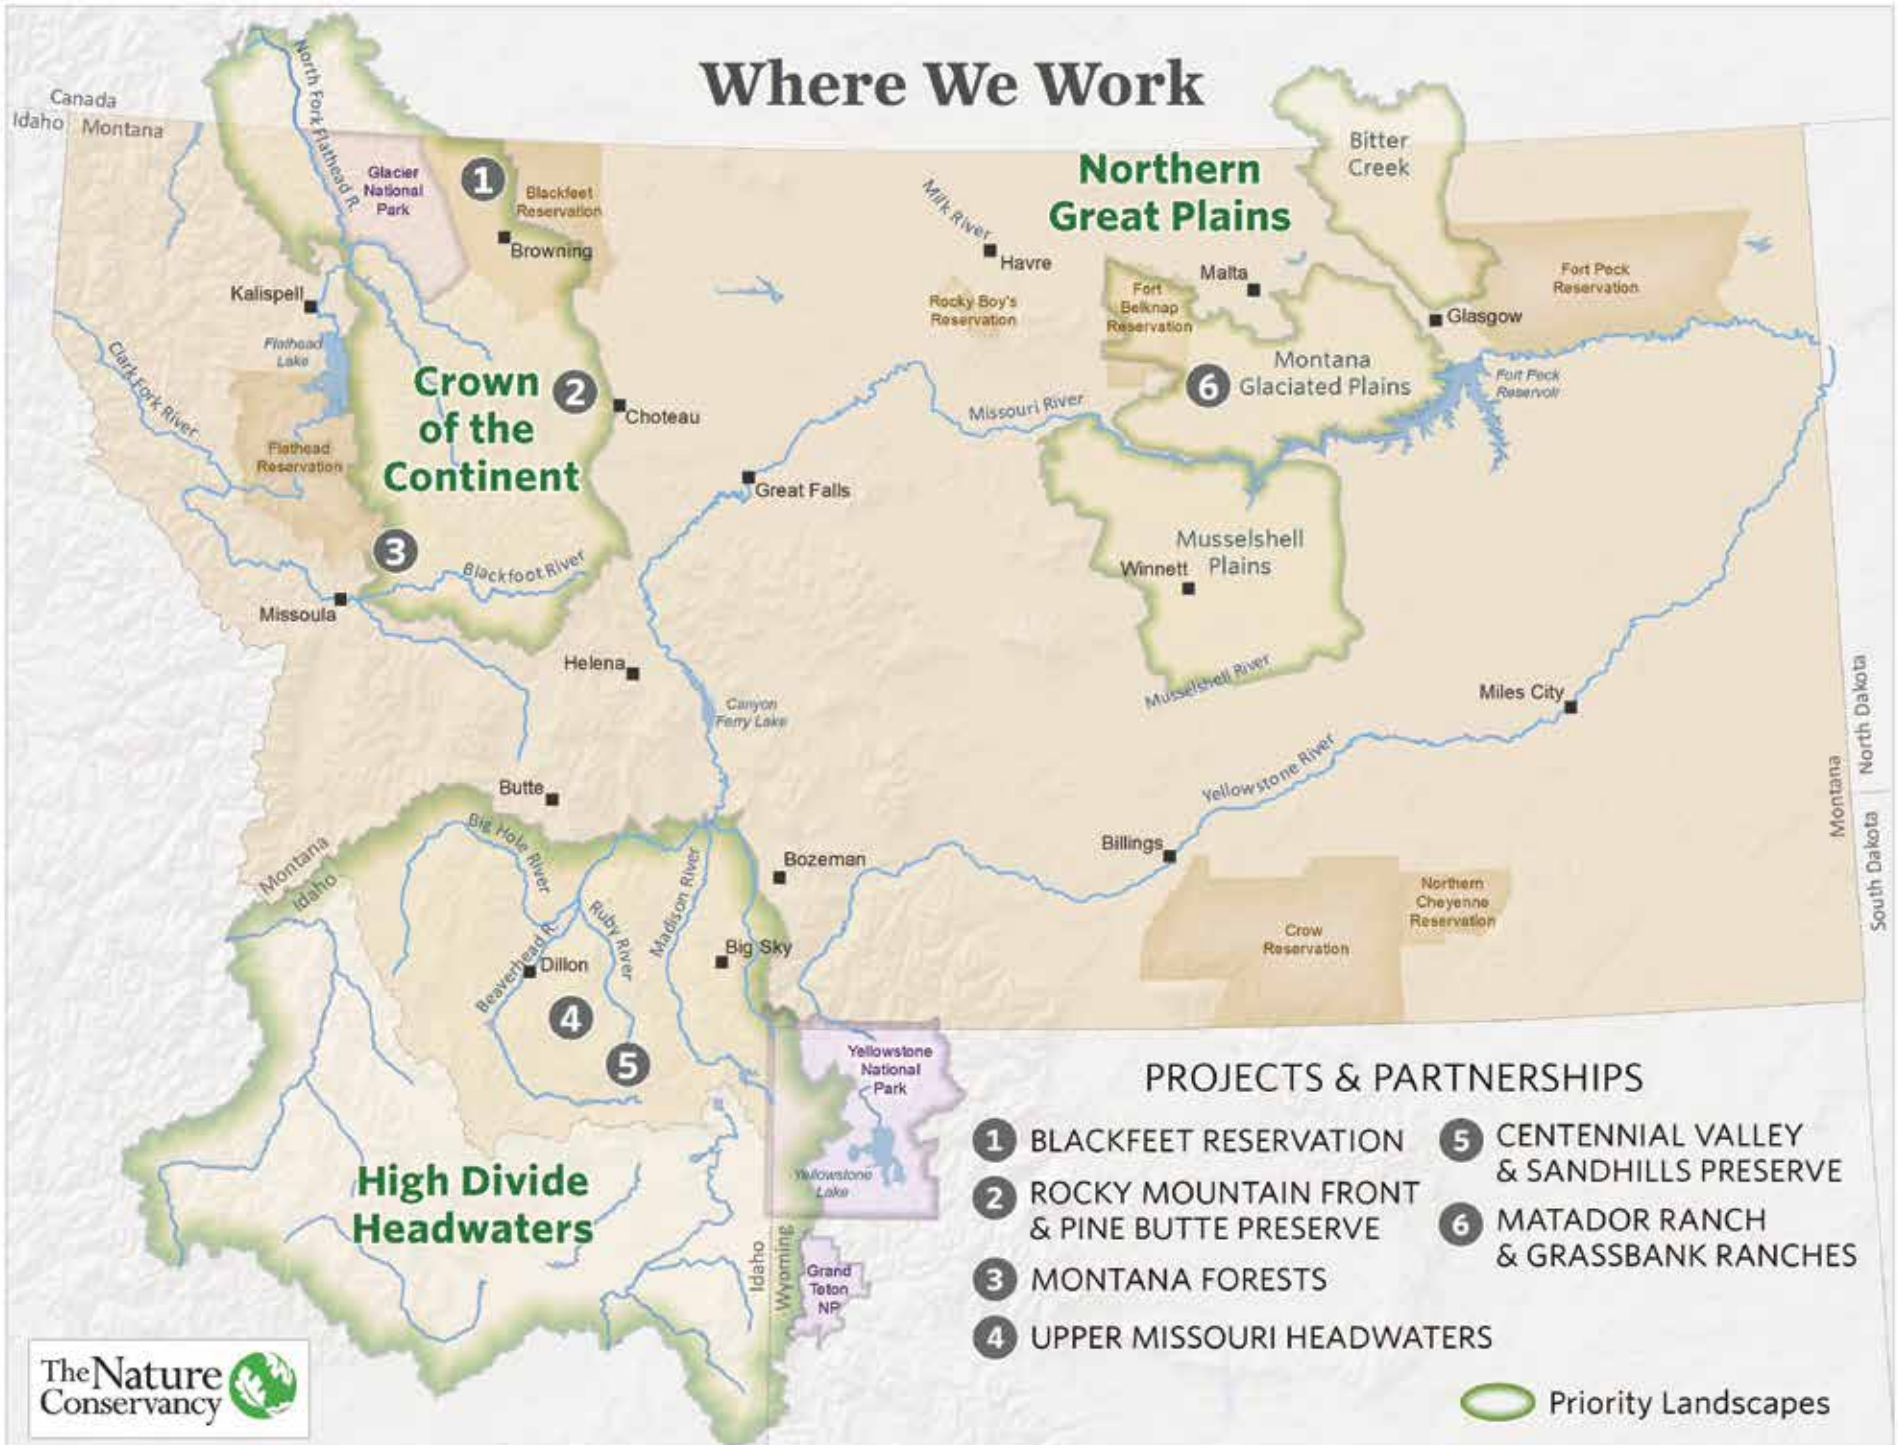 Where We Work
Canada
Idaho
Montana
North Fork Flathead R.
Glacier
National
Park
1
Blackfeet
Reservation
Browning
Kalispell
Flathead
Lake
Clark Fork River
Crown
of the
Continent
2
Choteau
Flathead
Reservation
3
Blackfoot River
Missoula
Great Falls
Helena
Canyon
Ferry Lake
Butte
Milk River
Havre
Rocky Boy's
Reservation
Missouri River
Northern
Great Plains
Bitter
Creek
Malta
Fort
Belknap
Reservation
Glasgow
Fort Peck
Reservation
6
Montana
Glaciated Plains
Fort Peck
Reservoir
Musselshell
Plains
Winnett
Musselshell River
Miles City
Yellowstone River
Billings
Crow
Reservation
Northern
Cheyenne
Reservation
Montana
North Dakota
South Dakota
Montana
Idaho
Big Hole River
Beaverhead R.
Ruby River
Madison River
Bozeman
Big Sky
Dillon
4
5
High Divide
Headwaters
Yellowstone
National
Park
Yellowstone
Lake
Idaho
Wyoming
Grand
Teton
NP
PROJECTS & PARTNERSHIPS
1 BLACKFEET RESERVATION
2 ROCKY MOUNTAIN FRONT
& PINE BUTTE PRESERVE
3 MONTANA FORESTS
4 UPPER MISSOURI HEADWATERS
5 CENTENNIAL VALLEY
& SANDHILLS PRESERVE
6 MATADOR RANCH
& GRASSBANK RANCHES
Priority Landscapes
The Nature
Conservancy